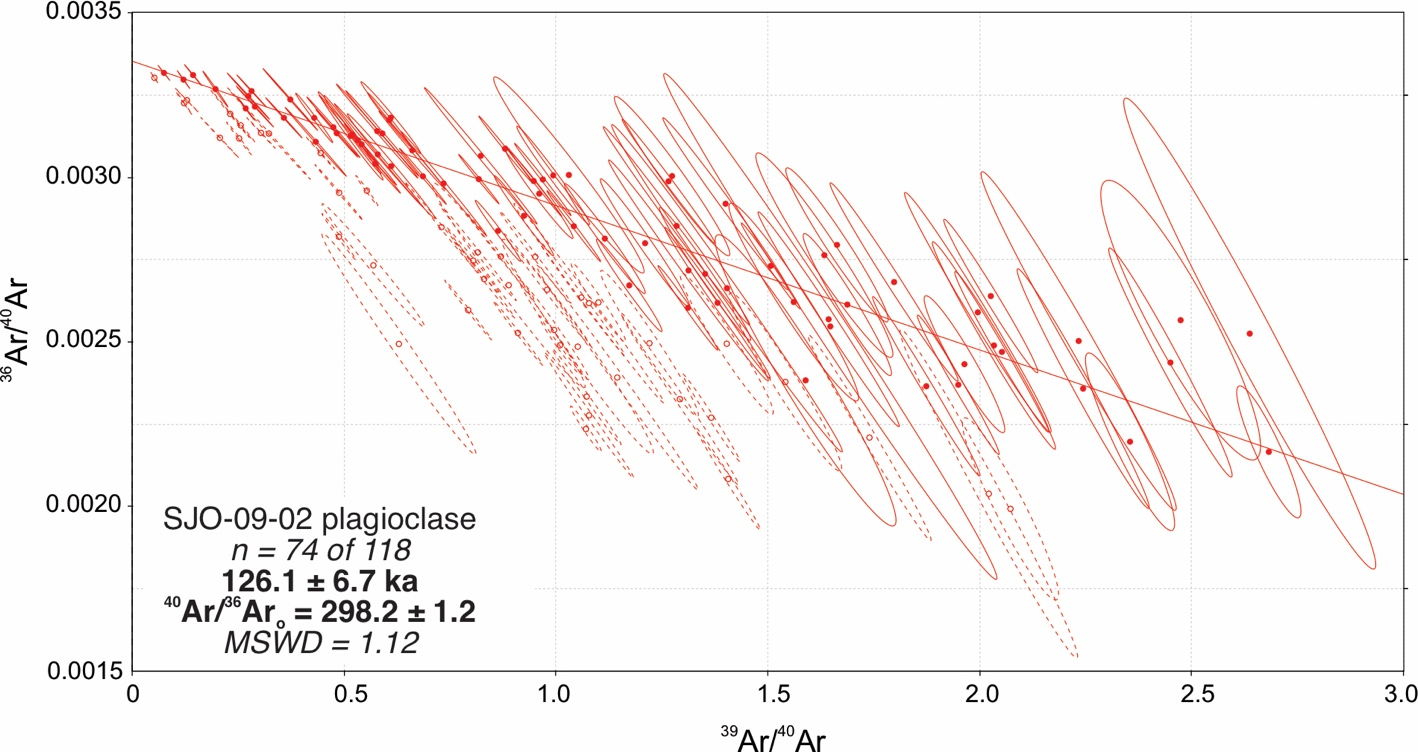 0.0035
0.0030
0.0025
0.0020
0.0015
³⁶Ar/⁴⁰Ar
SJO-09-02 plagioclase
n = 74 of 118
126.1 ± 6.7 ka
⁴⁰Ar/³⁶Arₒ = 298.2 ± 1.2
MSWD = 1.12
0 0.5 1.0 1.5 2.0 2.5 3.0
³⁹Ar/⁴⁰Ar